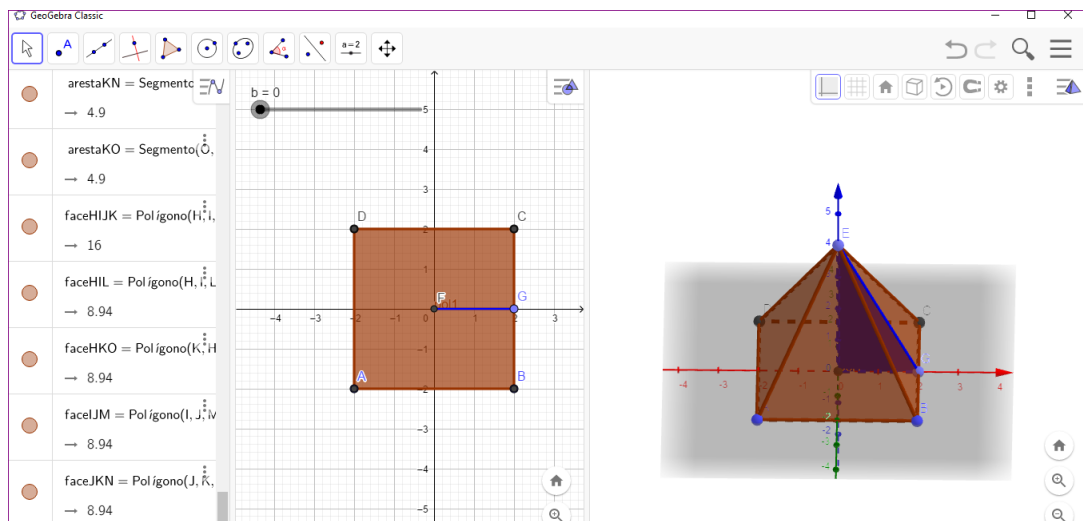 GeoGebra Classic
A
a=2
arestaKN = Segmento
→ 4.9
arestaKO = Segmento(O,
→ 4.9
faceHIJK = Polígono(H, I,
→ 16
faceHIL = Polígono(H, I, L
→ 8.94
faceHKO = Polígono(K, H
→ 8.94
faceIJM = Polígono(I, J, M
→ 8.94
faceJKN = Polígono(J, K,
→ 8.94
b = 0
5
4
3
D
C
2
1
F
G
−4
−3
−2
−1
0
1
2
3
−1
A
B
−2
−3
−4
−5
5
E
4
C
-4
-3
-2
-1
0
1
2
3
4
B
-2
-4